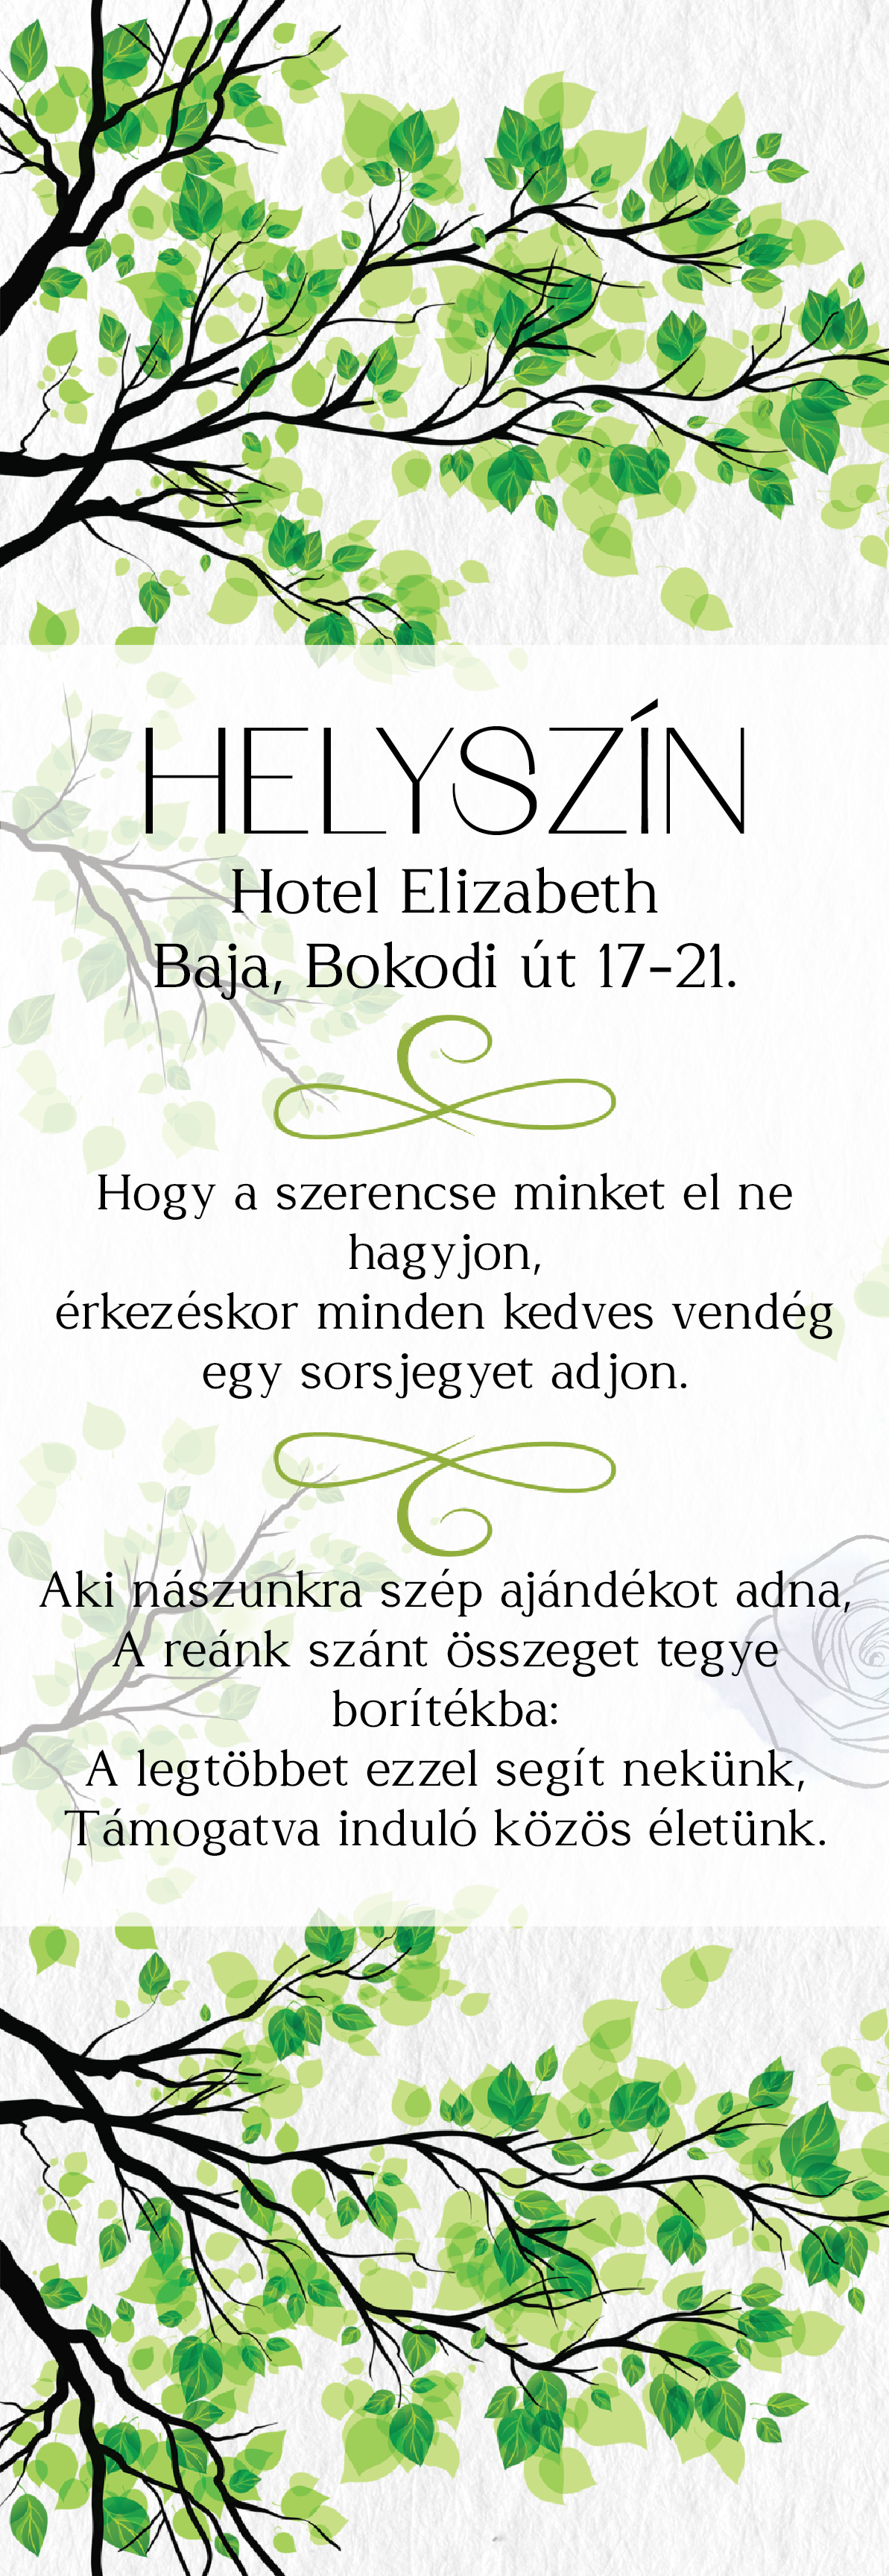 HELYSZÍN
Hotel Elizabeth
Baja, Bokodi út 17-21.
Hogy a szerencse minket el ne
hagyjon,
érkezéskor minden kedves vendég
egy sorsjegyet adjon.
Aki nászunkra szép ajándékot adna,
A reánk szánt összeget tegye
borítékba:
A legtöbbet ezzel segít nekünk,
Támogatva induló közös életünk.